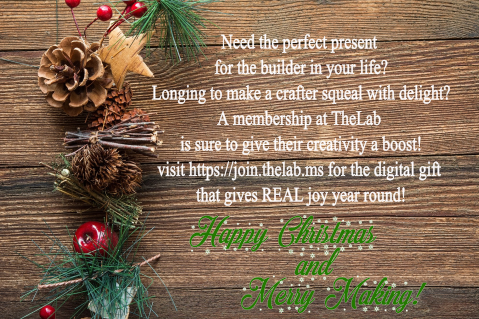 Need the perfect present
for the builder in your life?
Longing to make a crafter squeal with delight?
A membership at TheLab
is sure to give their creativity a boost!
visit https://join.thelab.ms for the digital gift
that gives REAL joy year round!
Happy Christmas
and
Merry Making!